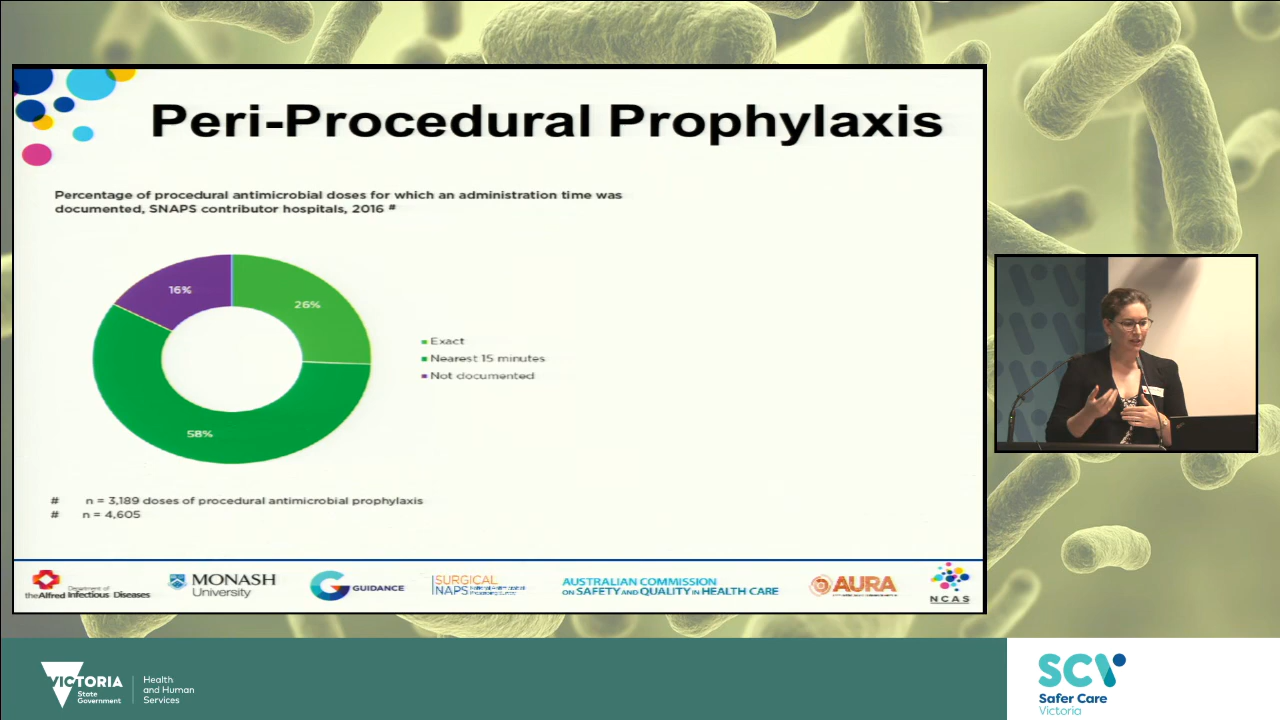 Peri-Procedural Prophylaxis
Percentage of procedural antimicrobial doses for which an administration time was
documented, SNAPS contributor hospitals, 2016 #
16%
26%
58%
Exact
Nearest 15 minutes
Not documented
# n = 3,189 doses of procedural antimicrobial prophylaxis
# n = 4,605
Department of
theAlfred Infectious Diseases
MONASH
University
GUIDANCE
SURGICAL
NAPS
AUSTRALIAN COMMISSION
ON SAFETY AND QUALITY IN HEALTH CARE
AURA
NCAS
VICTORIA
State
Government
Health
and Human
Services
SCV
Safer Care
Victoria